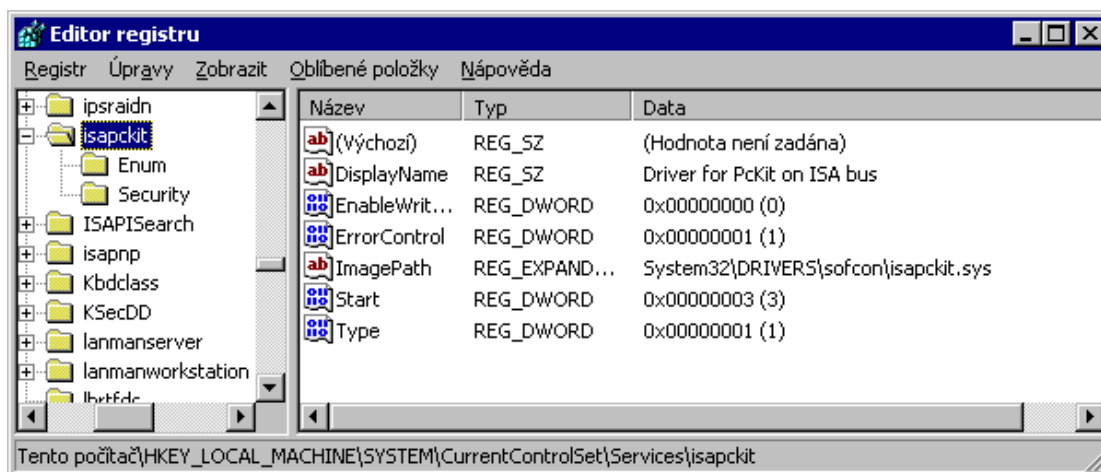 Editor registru
Registr Úpravy Zobrazit Oblíbené položky Nápověda
ipsraidn
isapckit
Enum
Security
ISAPISearch
isapnp
Kbdclass
KSecDD
lanmanserver
lanmanworkstation
lbrtfdc
Název Typ Data
(Výchozí) REG_SZ (Hodnota není zadána)
DisplayName REG_SZ Driver for PcKit on ISA bus
EnableWrit... REG_DWORD 0x00000000 (0)
ErrorControl REG_DWORD 0x00000001 (1)
ImagePath REG_EXPAND... System32\DRIVERS\sofcon\isapckit.sys
Start REG_DWORD 0x00000003 (3)
Type REG_DWORD 0x00000001 (1)
Tento počítač\HKEY_LOCAL_MACHINE\SYSTEM\CurrentControlSet\Services\isapckit